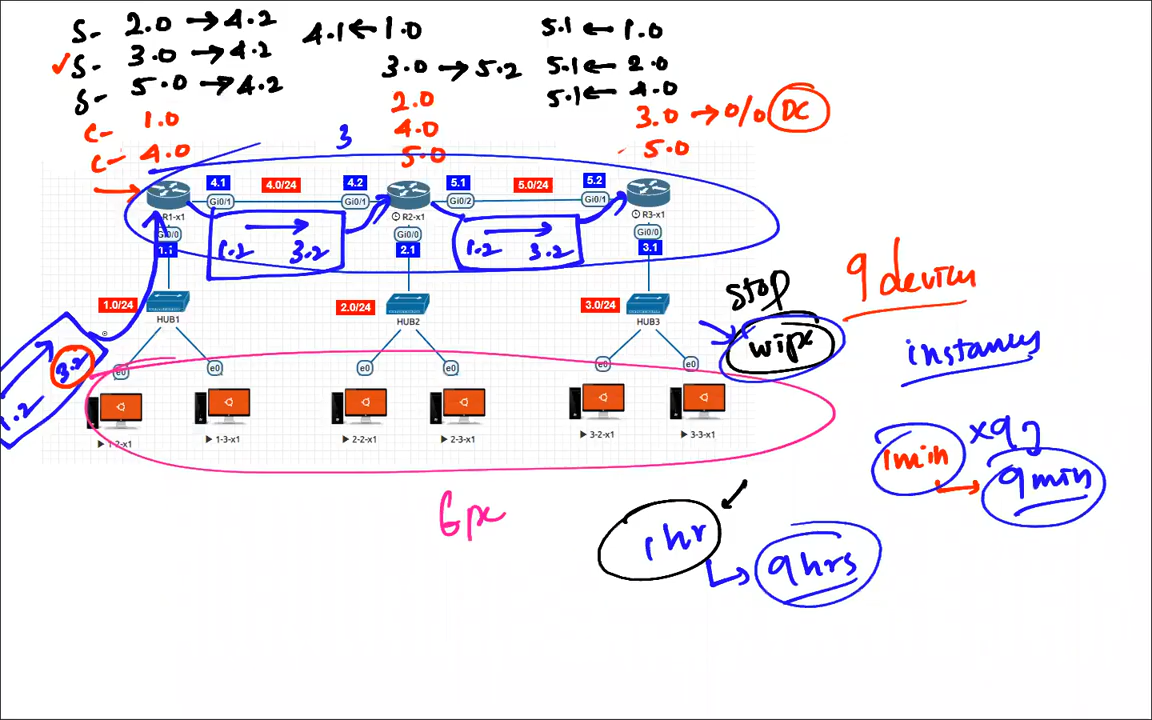 S- 2.0 → 4.2
✓S- 3.0 → 4.2
S- 5.0 → 4.2
C- 1.0
C- 4.0
4.1 ← 1.0
3.0 → 5.2
2.0
4.0
5.0
5.1 ← 1.0
5.1 ← 2.0
5.1 ← 4.0
3.0 → 0/0 DC
5.0
3
4.1
4.0/24
4.2
5.1
5.0/24
5.2
Gi0/1
Gi0/1
Gi0/2
Gi0/1
R1-x1
R2-x1
R3-x1
Gi0/0
Gi0/0
Gi0/0
1.1
2.1
3.1
1.2 → 3.2
1.2 → 3.2
1.2 → 3.2
1.0/24
HUB1
2.0/24
HUB2
3.0/24
HUB3
stop
wipe
9 devices
instances
e0
e0
e0
e0
e0
e0
1-2-x1
1-3-x1
2-2-x1
2-3-x1
3-2-x1
3-3-x1
1min x9
9min
6 pc
1hr
9hrs